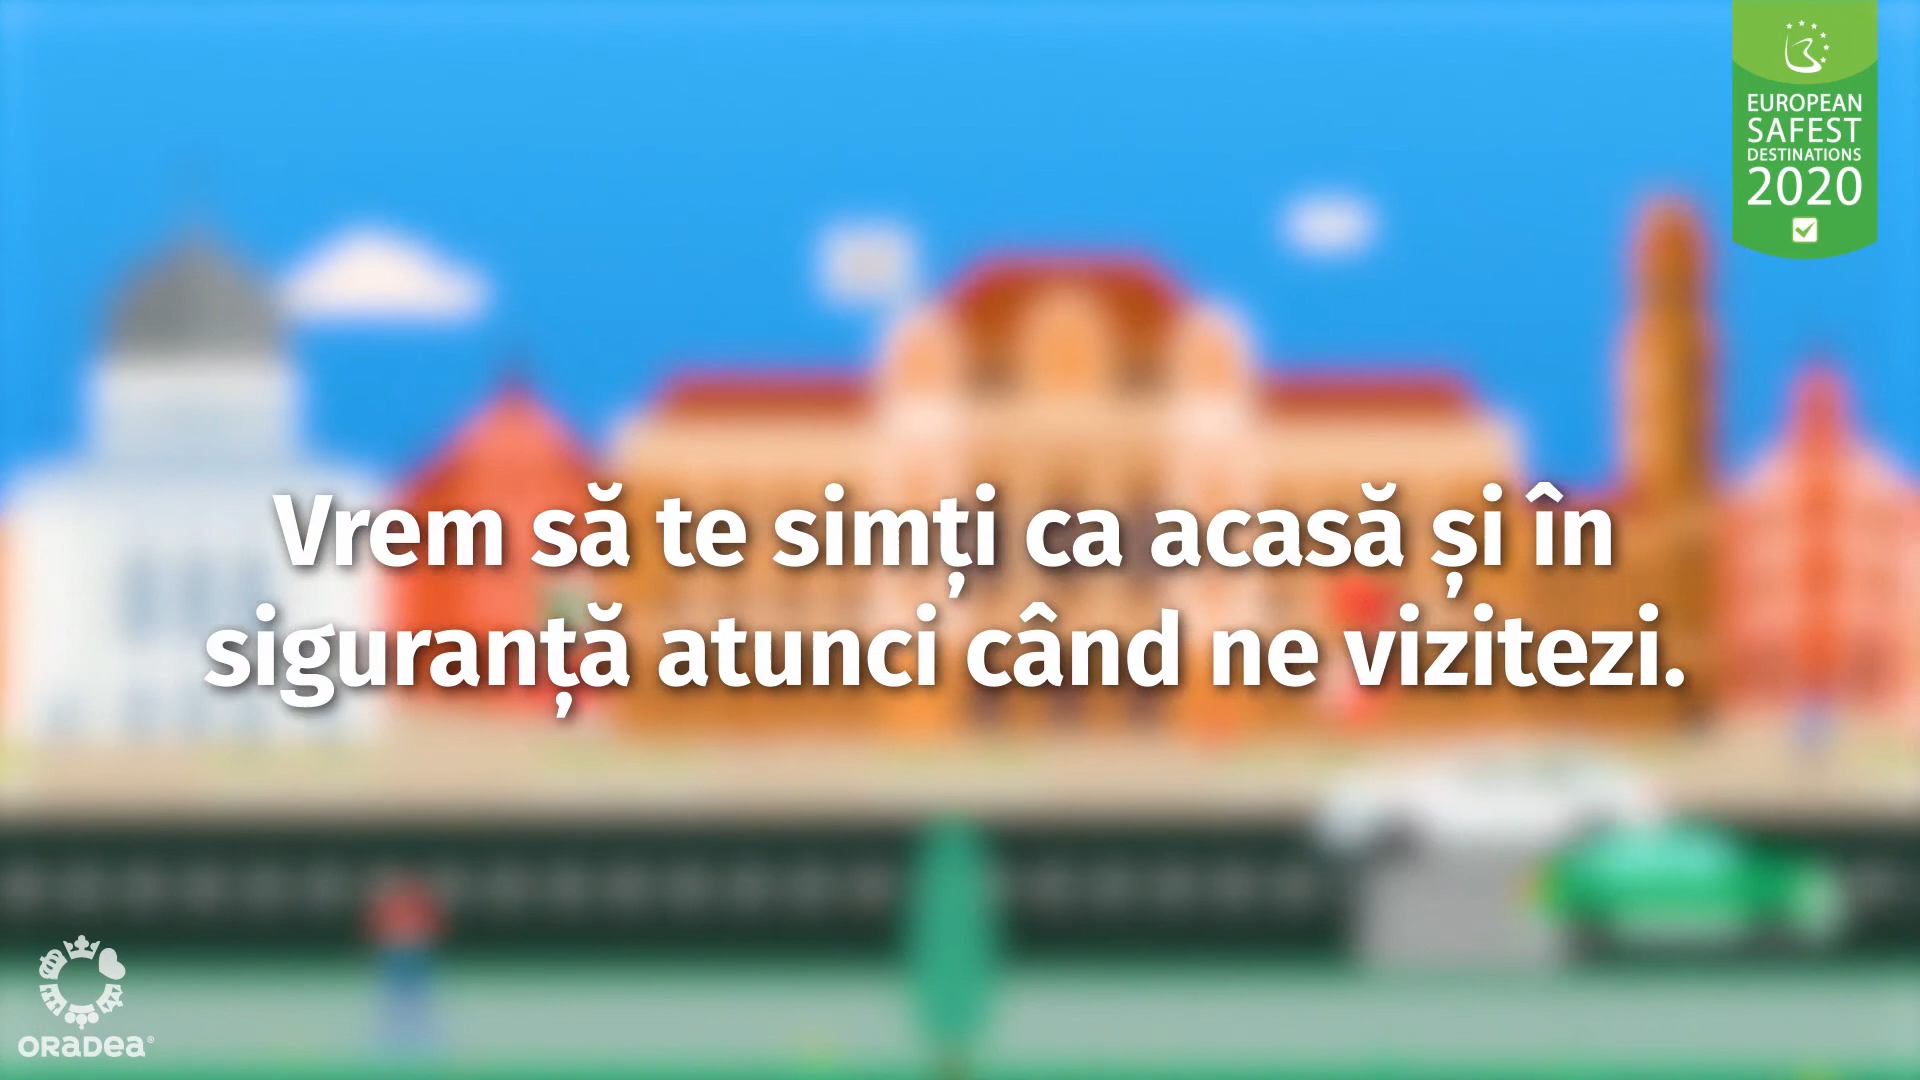 EUROPEAN
SAFEST
DESTINATIONS
2020
Vrem să te simți ca acasă și în
siguranță atunci când ne vizitezi.
ORADEA®